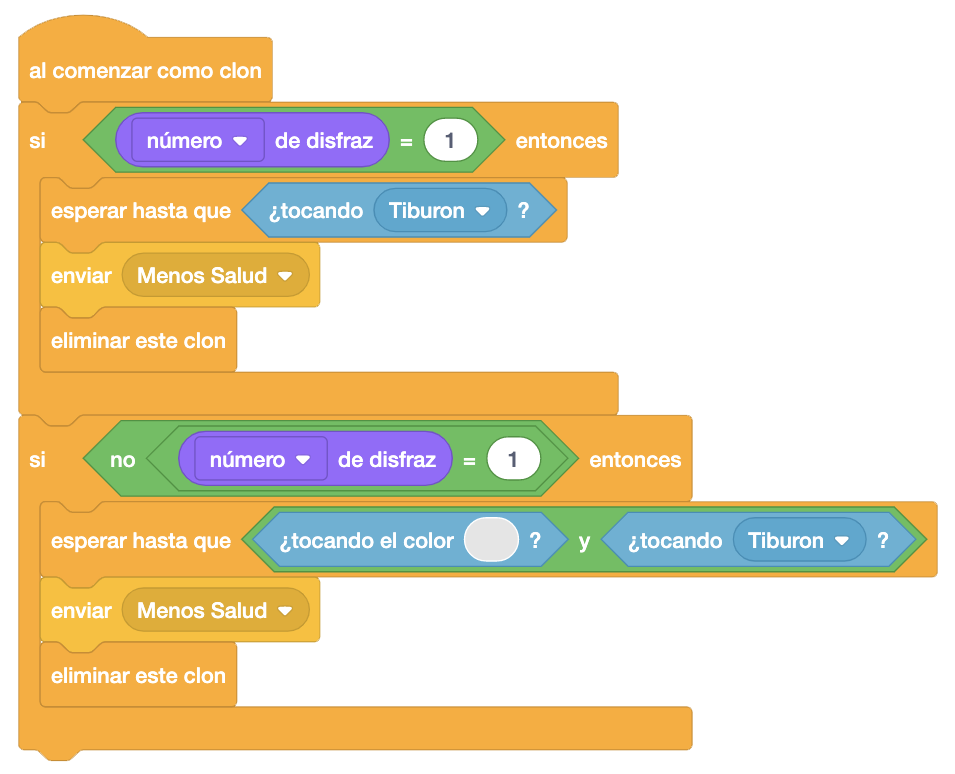 al comenzar como clon
si número de disfraz = 1 entonces
esperar hasta que ¿tocando Tiburon ?
enviar Menos Salud
eliminar este clon
si no número de disfraz = 1 entonces
esperar hasta que ¿tocando el color ? y ¿tocando Tiburon ?
enviar Menos Salud
eliminar este clon